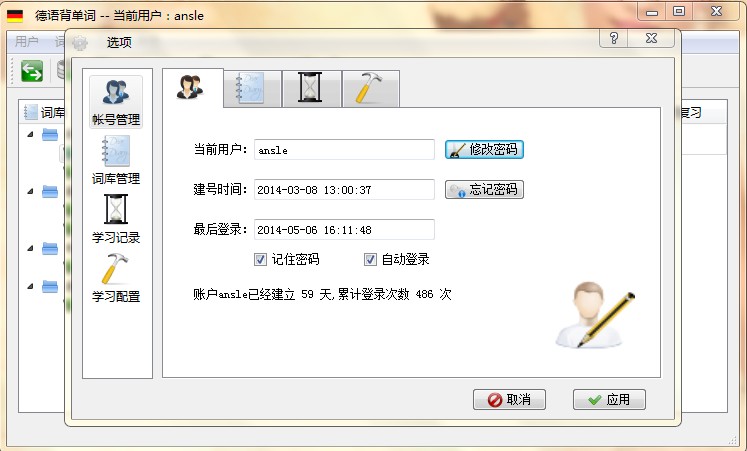 德语背单词 -- 当前用户：ansle
用户
选项
词库
复习
帐号管理
词库管理
学习记录
学习配置
当前用户：
ansle
修改密码
建号时间：
2014-03-08 13:00:37
忘记密码
最后登录：
2014-05-06 16:11:48
记住密码
自动登录
账户ansle已经建立 59 天,累计登录次数 486 次
取消
应用